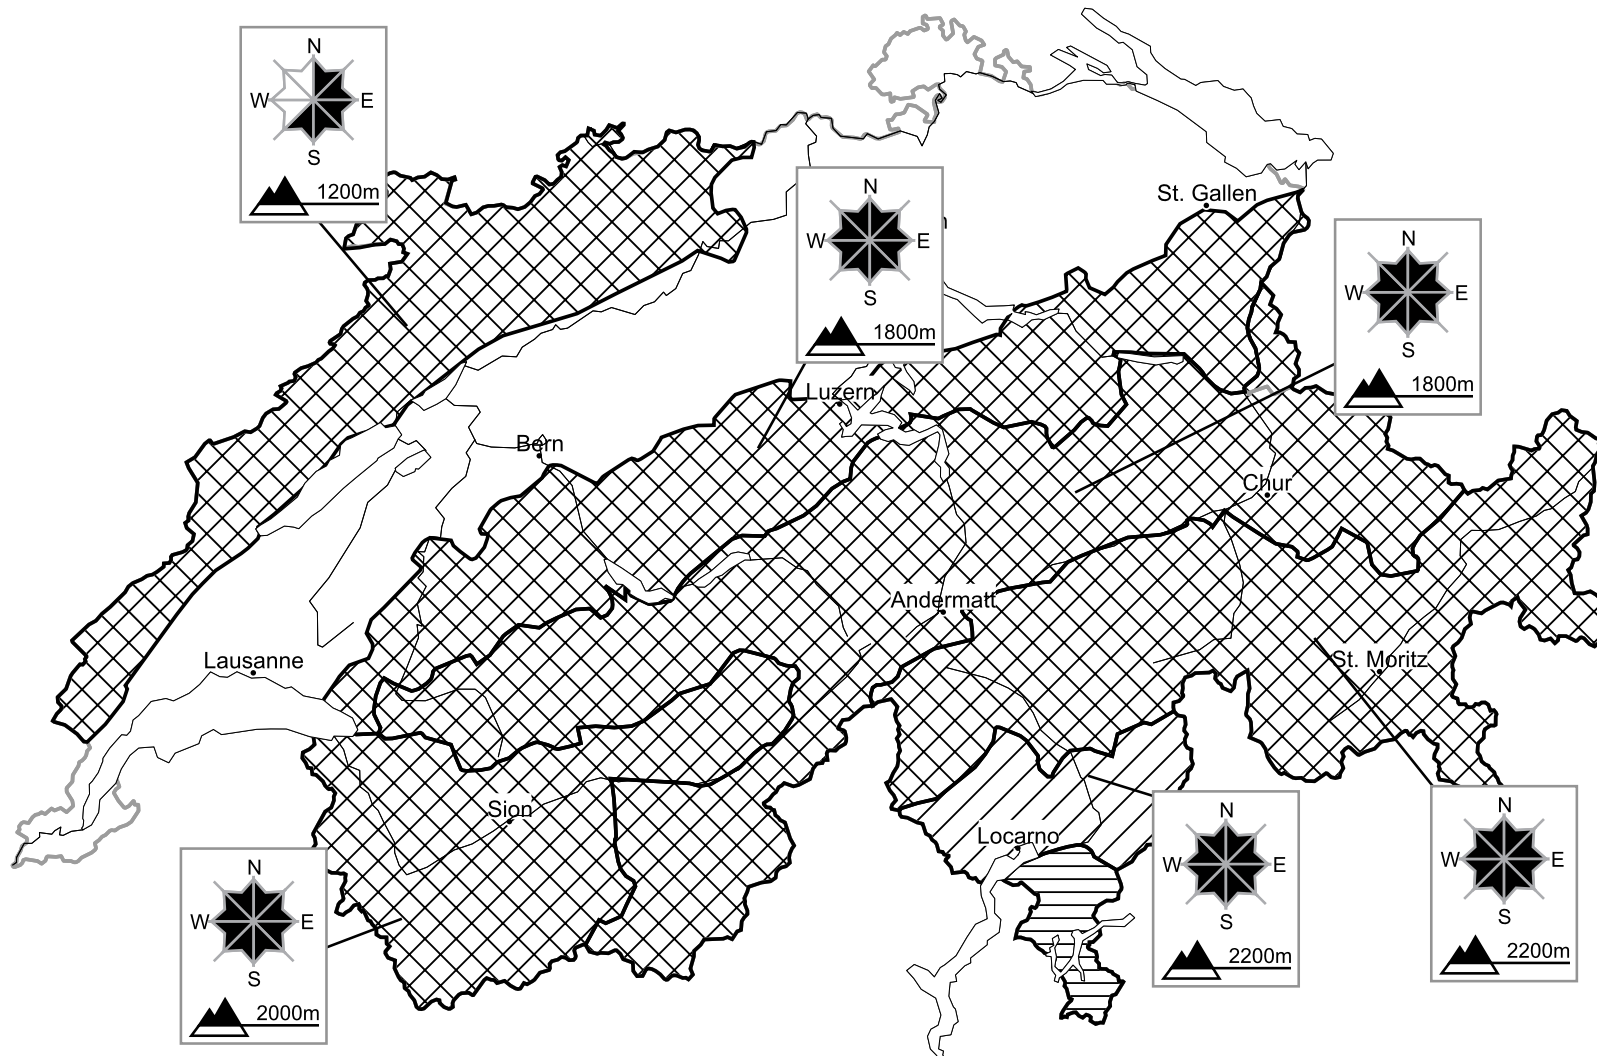 N
W E
S
1200m
N
W E
S
1800m
St. Gallen
N
W E
S
1800m
Luzern
Bern
Chur
Andermatt
Lausanne
St. Moritz
Sion
Locarno
N
W E
S
2000m
N
W E
S
2200m
N
W E
S
2200m